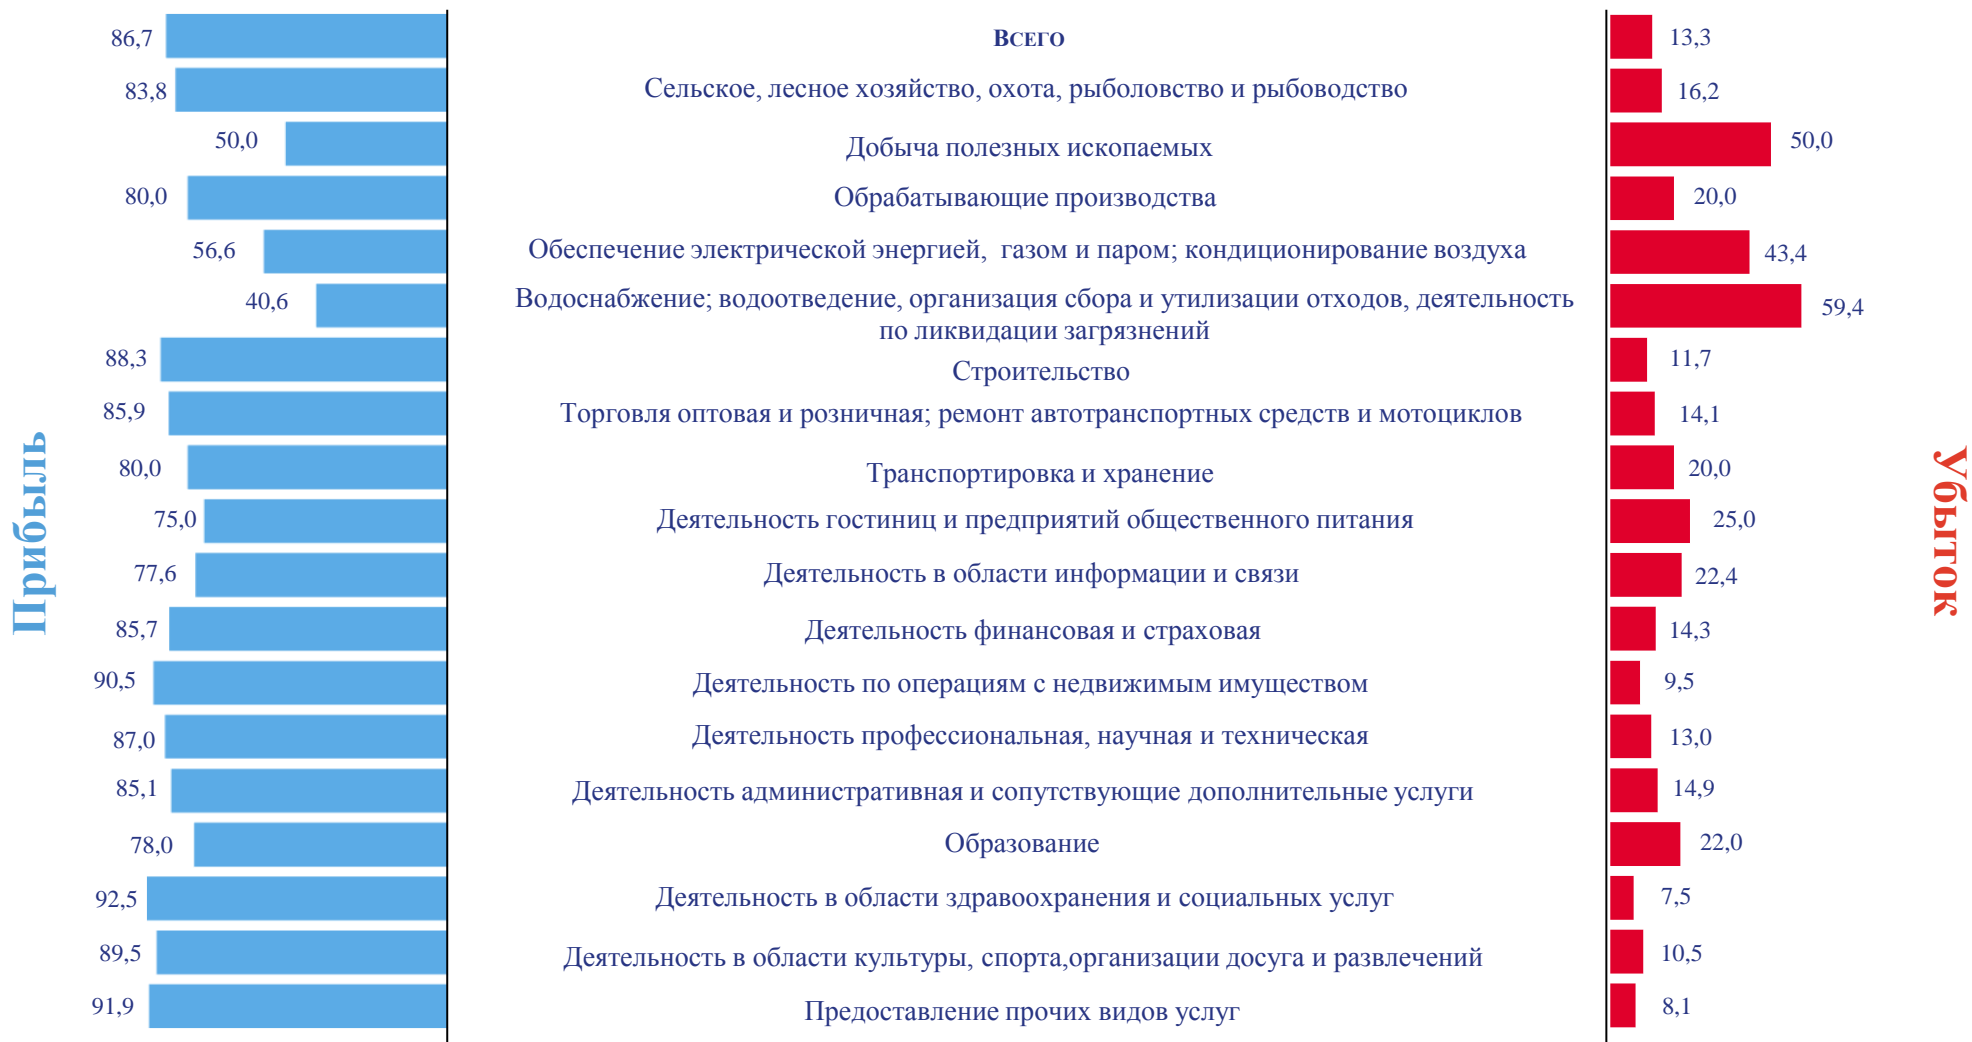 86,7 Всего 13,3
83,8 Сельское, лесное хозяйство, охота, рыболовство и рыбоводство 16,2
50,0 Добыча полезных ископаемых 50,0
80,0 Обрабатывающие производства 20,0
56,6 Обеспечение электрической энергией, газом и паром; кондиционирование воздуха 43,4
40,6 Водоснабжение; водоотведение, организация сбора и утилизации отходов, деятельность 59,4
по ликвидации загрязнений
88,3 Строительство 11,7
85,9 Торговля оптовая и розничная; ремонт автотранспортных средств и мотоциклов 14,1
80,0 Транспортировка и хранение 20,0
75,0 Деятельность гостиниц и предприятий общественного питания 25,0
77,6 Деятельность в области информации и связи 22,4
85,7 Деятельность финансовая и страховая 14,3
90,5 Деятельность по операциям с недвижимым имуществом 9,5
87,0 Деятельность профессиональная, научная и техническая 13,0
85,1 Деятельность административная и сопутствующие дополнительные услуги 14,9
78,0 Образование 22,0
92,5 Деятельность в области здравоохранения и социальных услуг 7,5
89,5 Деятельность в области культуры, спорта,организации досуга и развлечений 10,5
91,9 Предоставление прочих видов услуг 8,1
Прибыль
Убыток